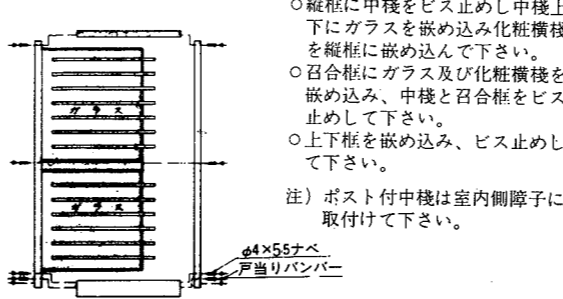 ○縦框に中桟をビス止めし中桟上
下にガラスを嵌め込み化粧横桟
を縦框に嵌め込んで下さい。
○召合框にガラス及び化粧横桟を
嵌め込み、中桟と召合框をビス
止めして下さい。
○上下框を嵌め込み、ビス止めし
て下さい。
注) ポスト付中桟は室内側障子に
取付けて下さい。
ガラス
ガラス
φ4×55ナベ
戸当りバンパー